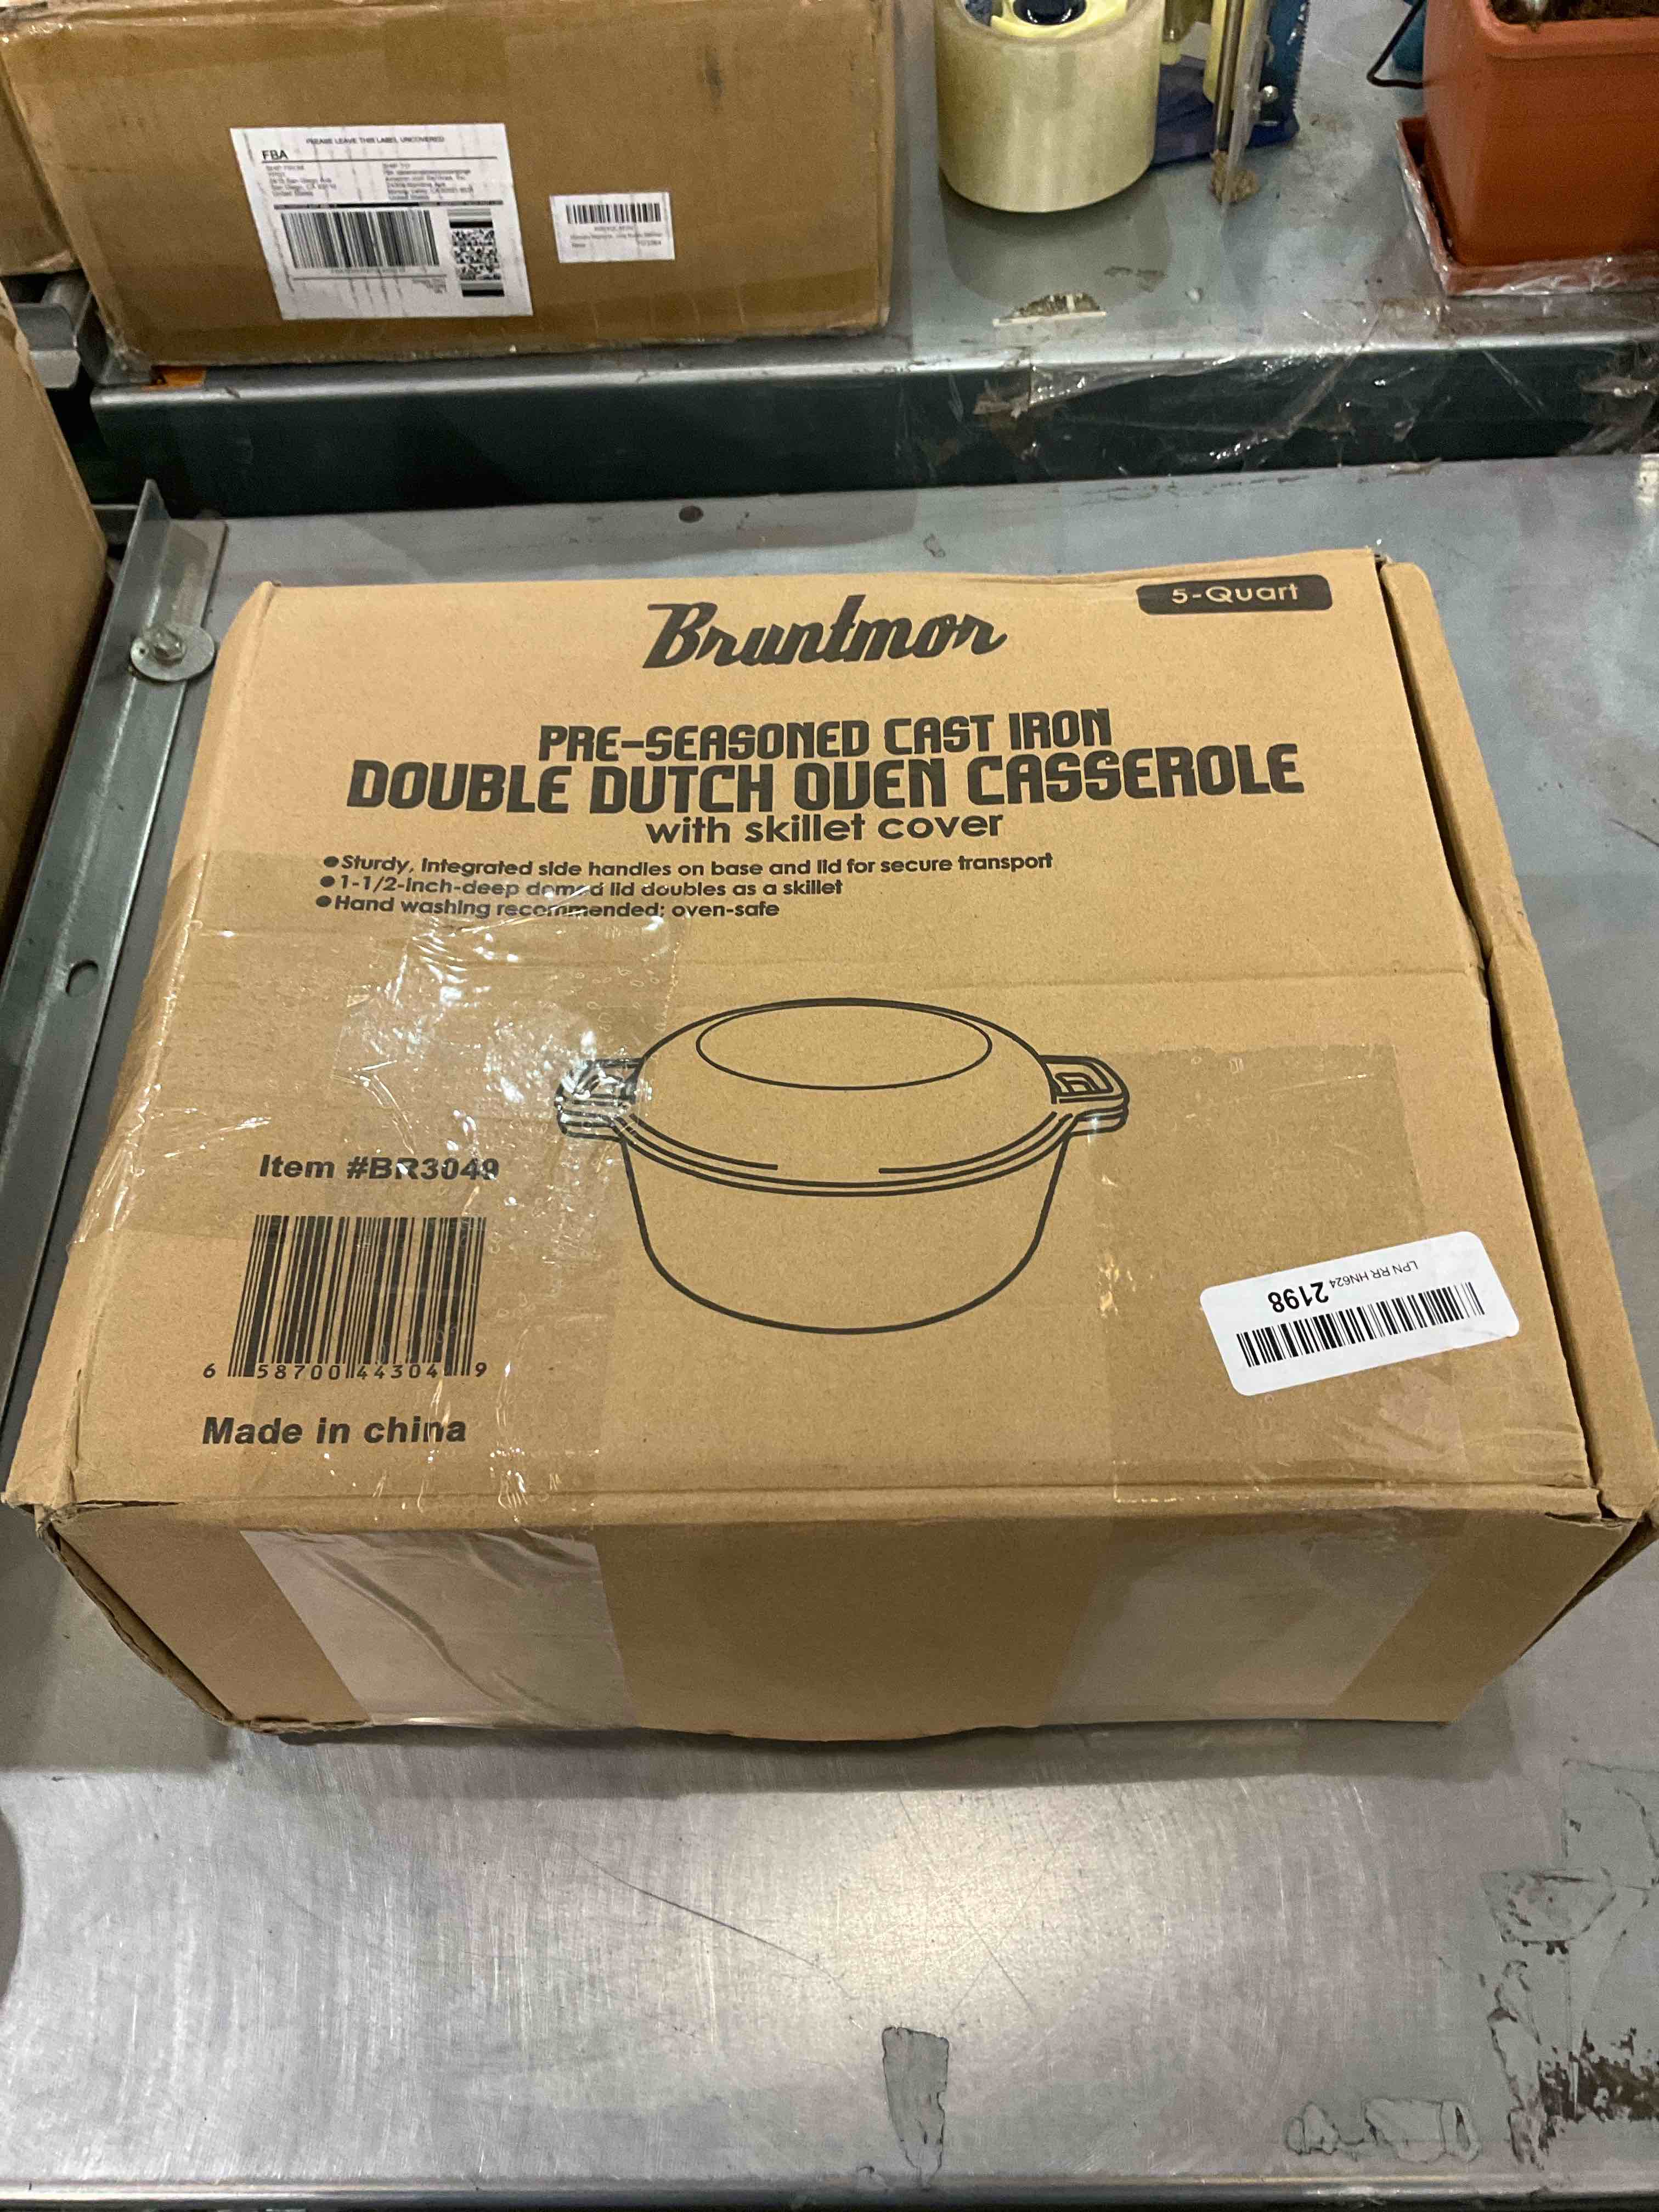 PLEASE LEAVE THIS LABEL UNCOVERED
FBA
Bruntmor
5-Quart
PRE-SEASONED CAST IRON
DOUBLE DUTCH OVEN CASSEROLE
with skillet cover
●Sturdy, Integrated side handles on base and lid for secure transport
●1-1/2-Inch-deep domed lid doubles as a skillet
●Hand washing recommended; oven-safe
Item #BR3049
6 58700 44304 9
Made in china
LPN RR HN624 2198